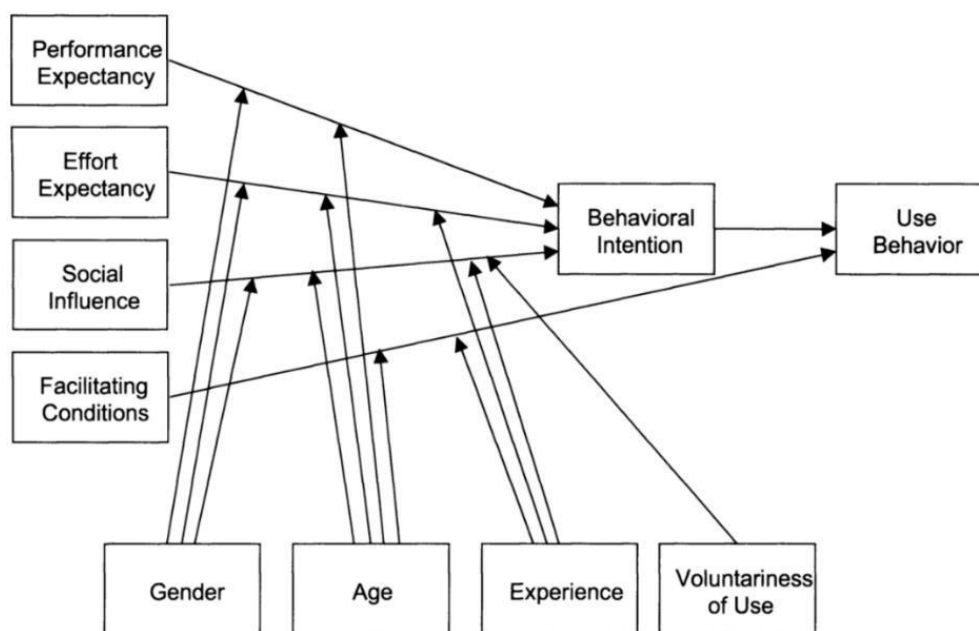 Performance
Expectancy
Effort
Expectancy
Social
Influence
Facilitating
Conditions
Behavioral
Intention
Use
Behavior
Gender
Age
Experience
Voluntariness
of Use